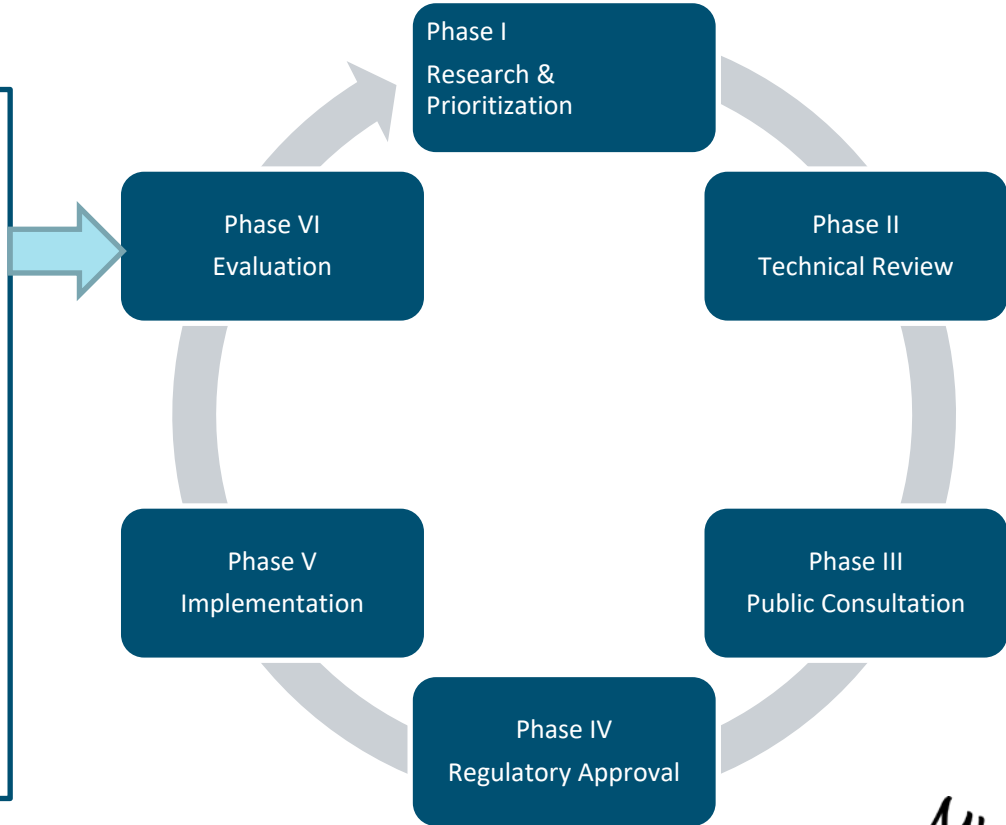 Phase I
Research &
Prioritization
Phase II
Technical Review
Phase III
Public Consultation
Phase IV
Regulatory Approval
Phase V
Implementation
Phase VI
Evaluation